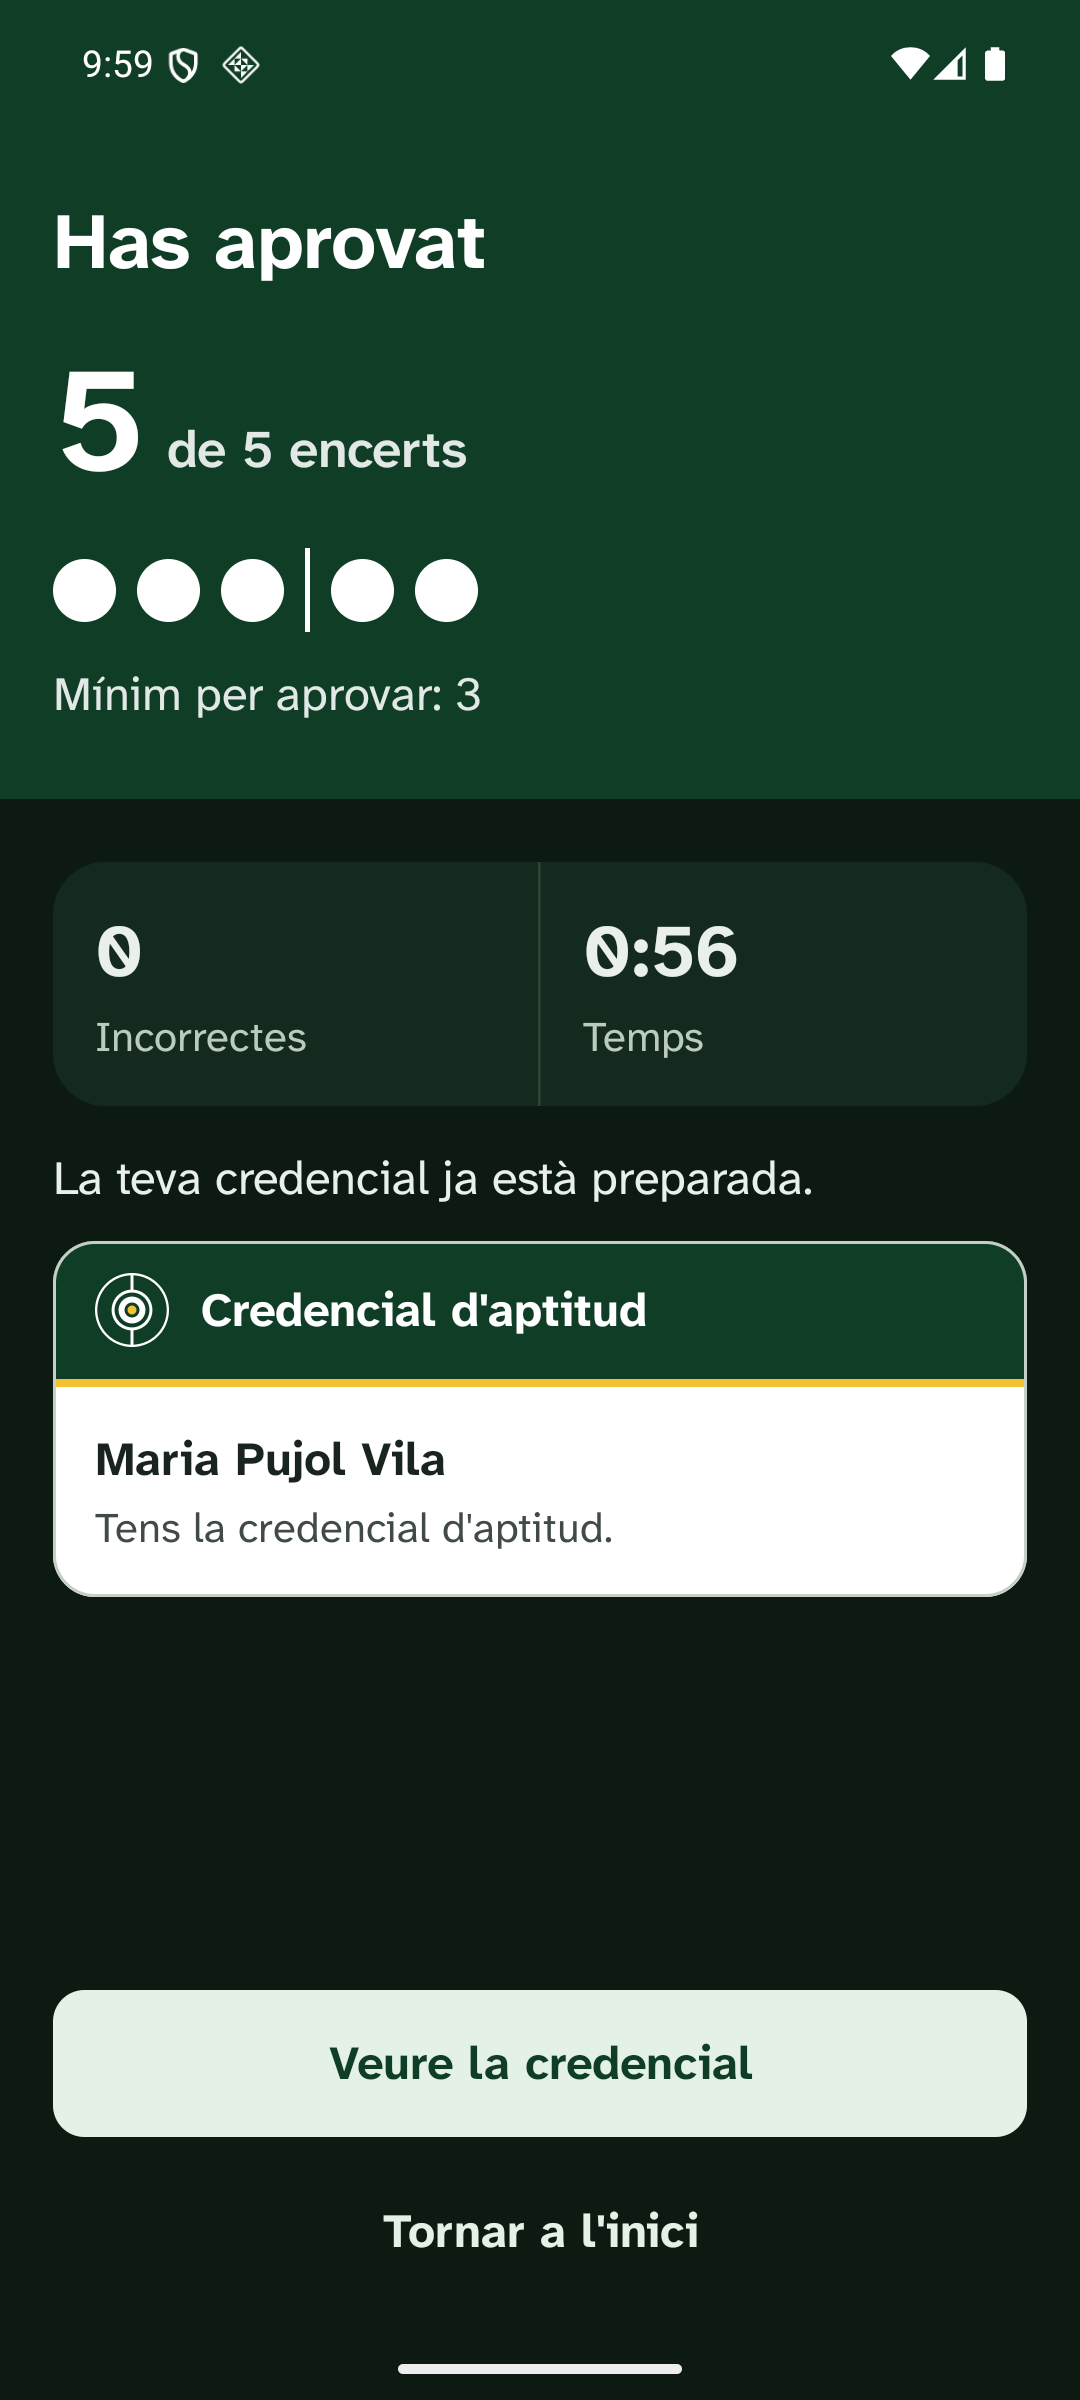 9:59
Has aprovat
5 de 5 encerts
Mínim per aprovar: 3
0
Incorrectes
0:56
Temps
La teva credencial ja està preparada.
Credencial d'aptitud
Maria Pujol Vila
Tens la credencial d'aptitud.
Veure la credencial
Tornar a l'inici